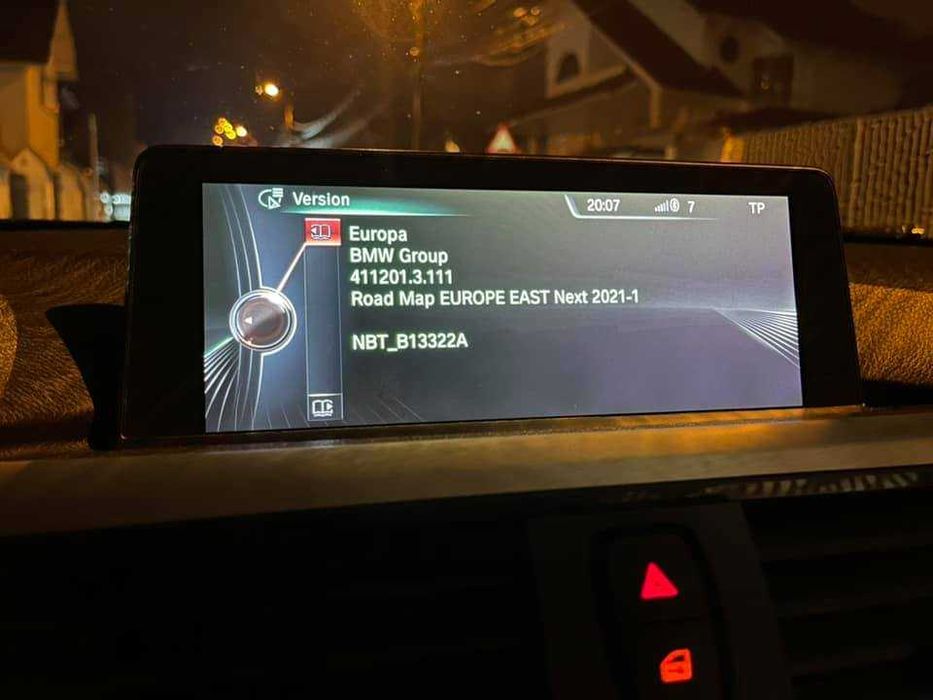 Version
20:07 7 TP
Europa
BMW Group
411201.3.111
Road Map EUROPE EAST Next 2021-1
NBT_B13322A